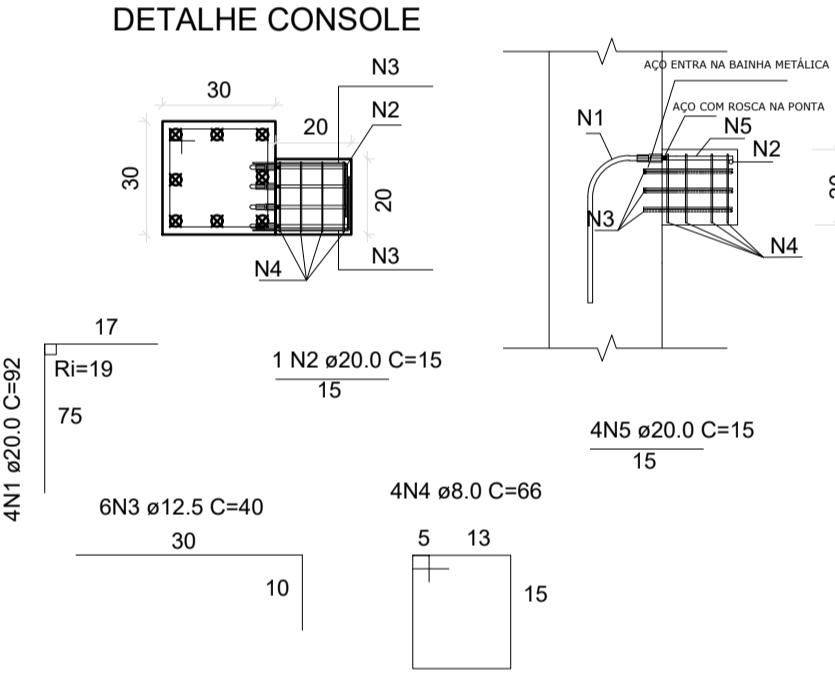 DETALHE CONSOLE
30
20
30
20
N3
N2
N3
N4
AÇO ENTRA NA BAINHA METÁLICA
AÇO COM ROSCA NA PONTA
N1
N5
N2
N3
N4
17
Ri=19
75
4N1 ø20.0 C=92
1 N2 ø20.0 C=15
15
4N5 ø20.0 C=15
15
6N3 ø12.5 C=40
30
10
4N4 ø8.0 C=66
5 13
15